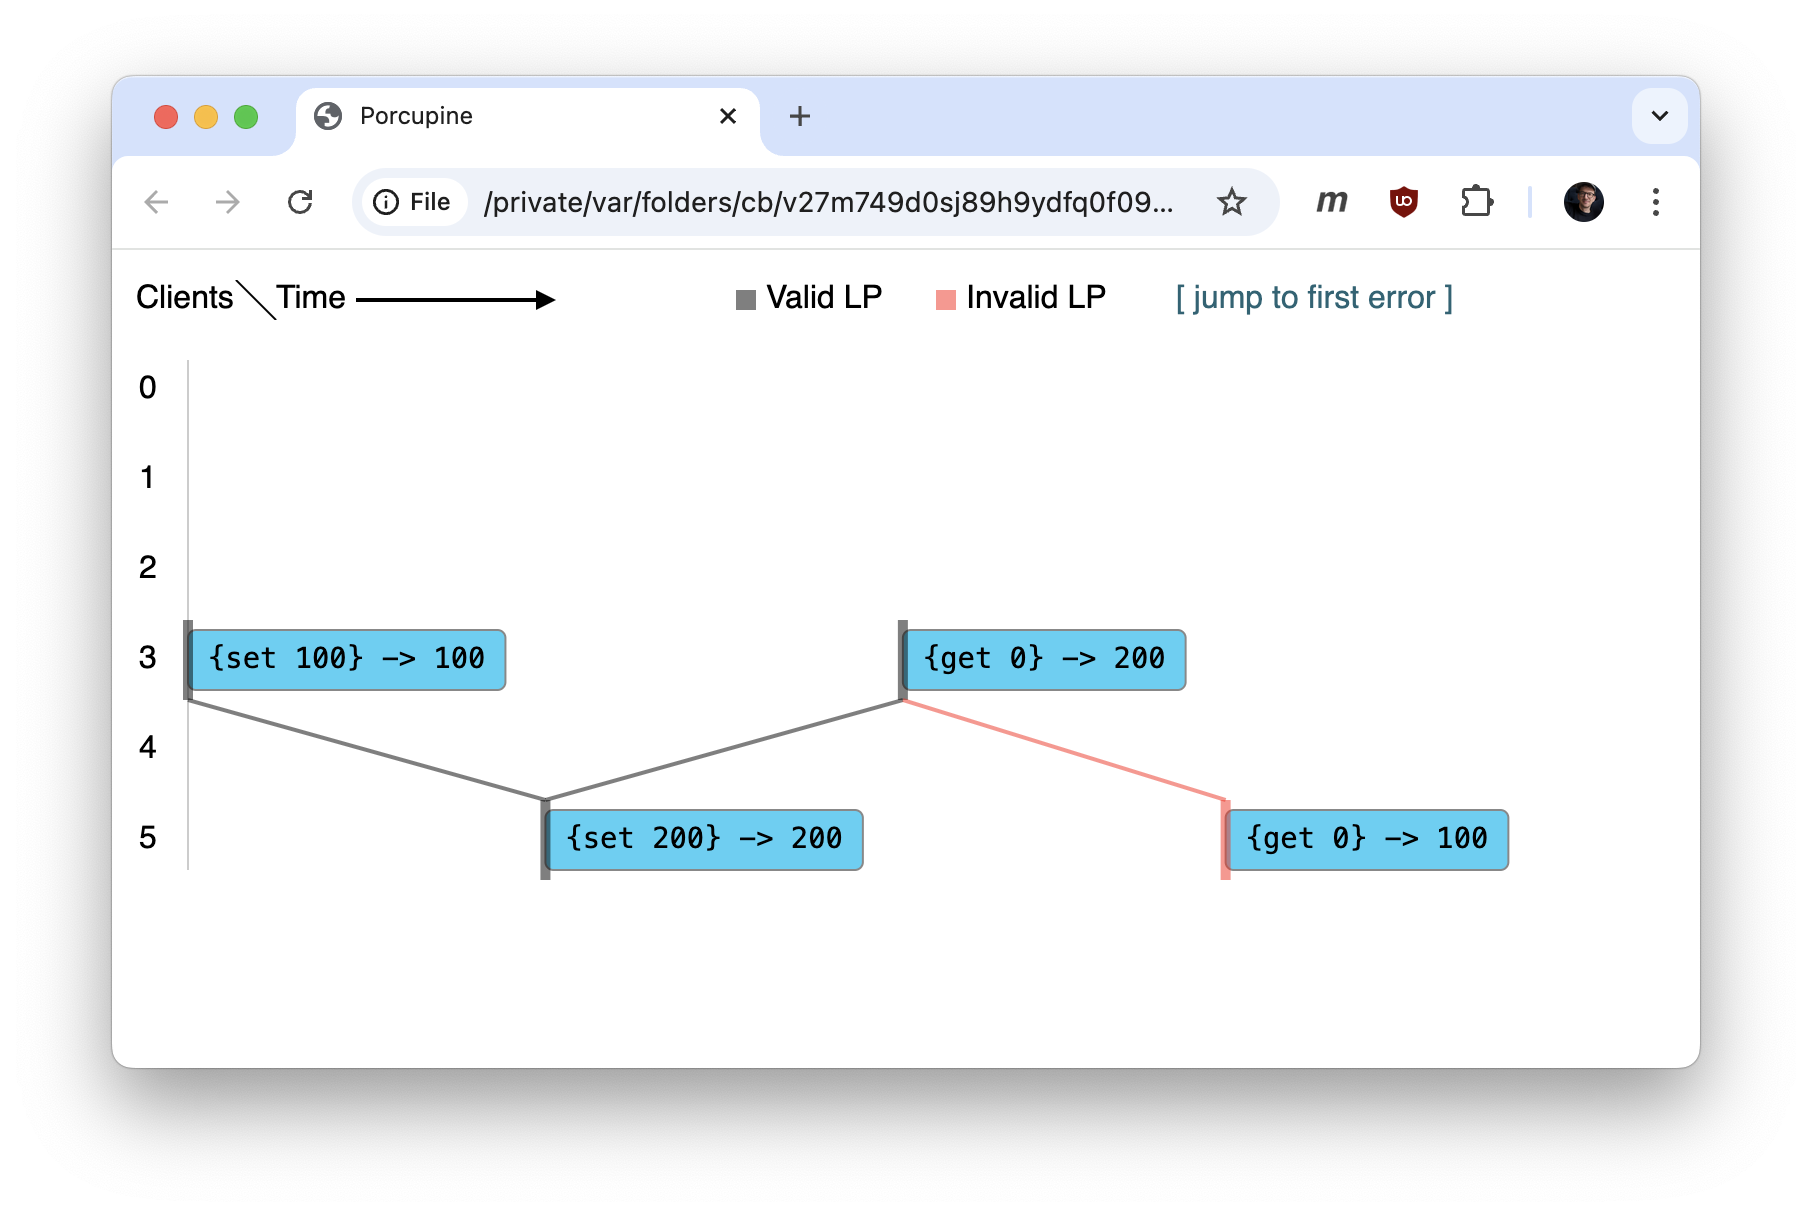 Porcupine
File /private/var/folders/cb/v27m749d0sj89h9ydfq0f09... m
Clients Time Valid LP Invalid LP [ jump to first error ]
0
1
2
3 {set 100} -> 100 {get 0} -> 200
4
5 {set 200} -> 200 {get 0} -> 100